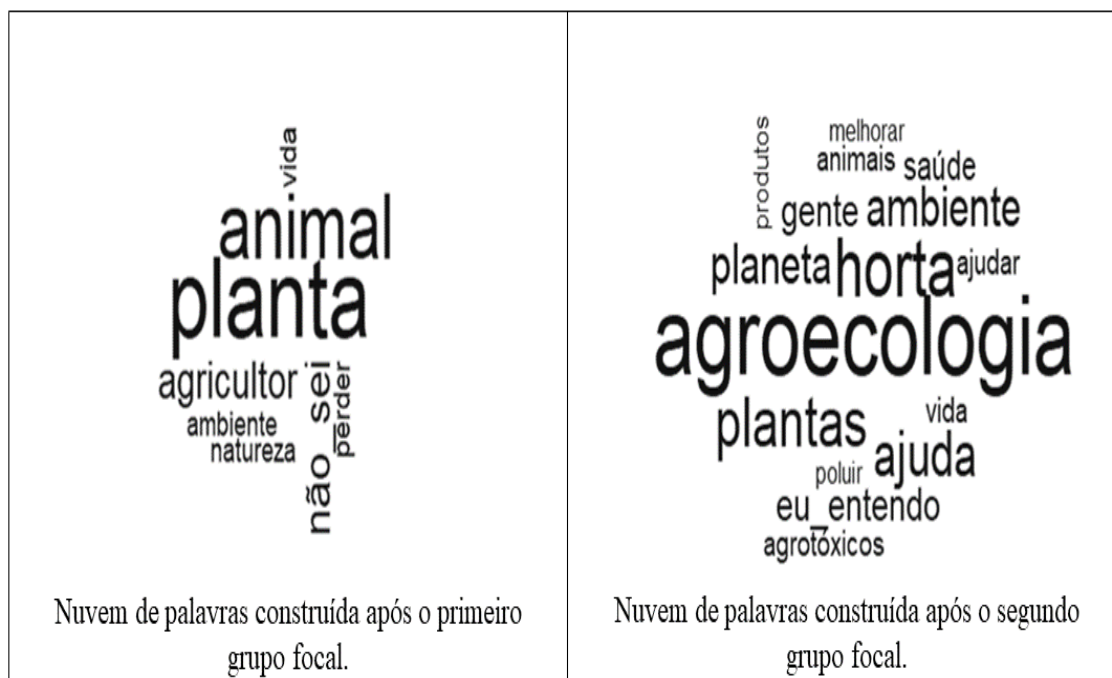 vida
animal
planta
agricultor
ambiente
natureza
não_sei
perder
Nuvem de palavras construída após o primeiro
grupo focal.
produtos
melhorar
animais saúde
gente ambiente
planeta horta ajudar
agroecologia
plantas vida
poluir ajuda
eu_entendo
agrotóxicos
Nuvem de palavras construída após o segundo
grupo focal.